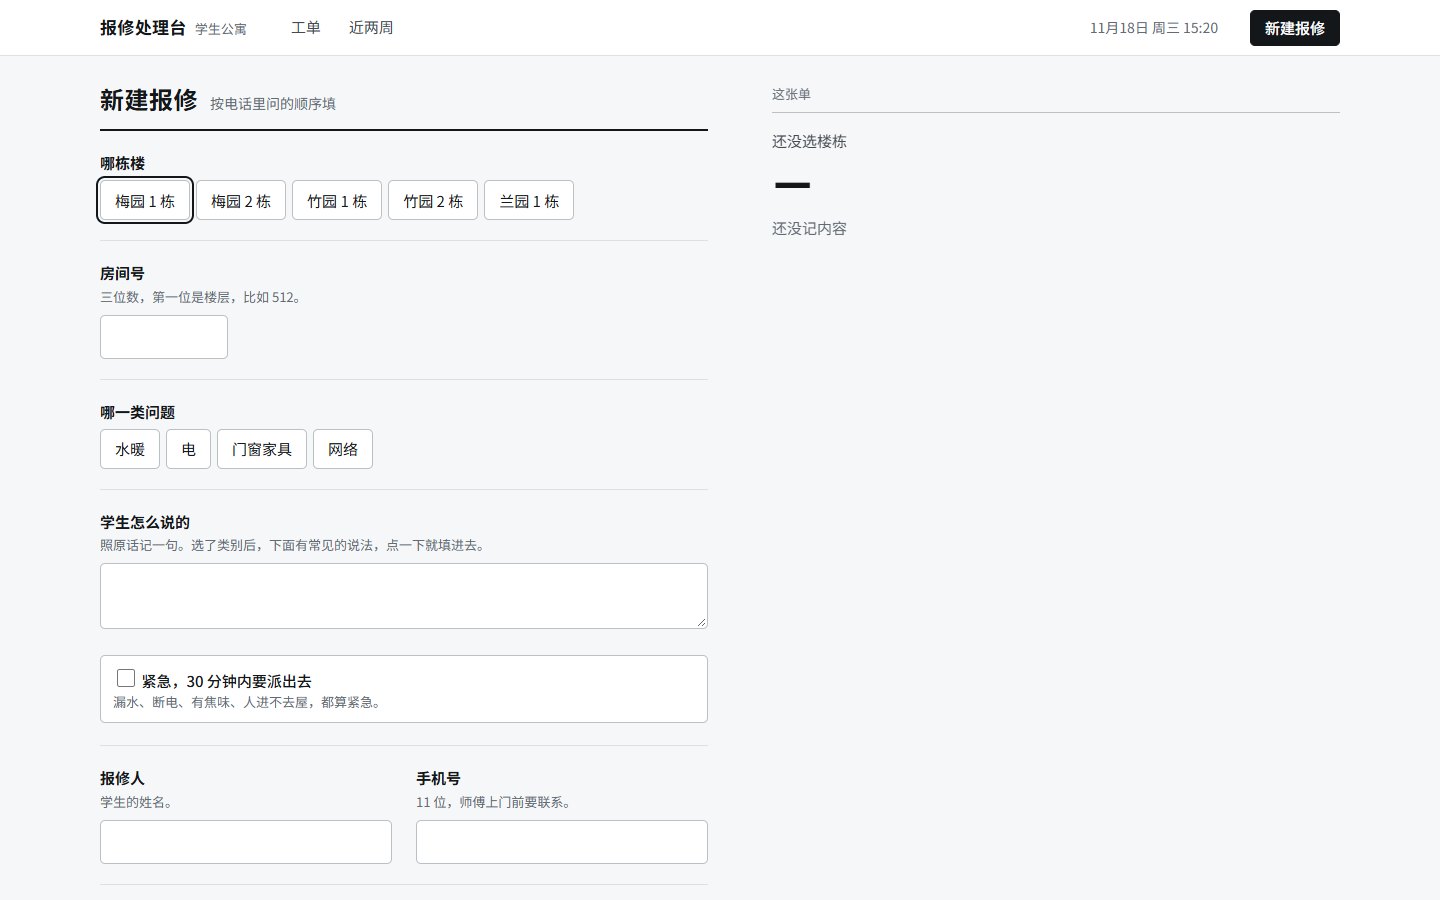 报修处理台 学生公寓 工单 近两周 11月18日 周三 15:20 新建报修
新建报修 按电话里问的顺序填
哪栋楼
梅园 1 栋 梅园 2 栋 竹园 1 栋 竹园 2 栋 兰园 1 栋
房间号
三位数，第一位是楼层，比如 512。
哪一类问题
水暖 电 门窗家具 网络
学生怎么说的
照原话记一句。选了类别后，下面有常见的说法，点一下就填进去。
紧急，30 分钟内要派出去
漏水、断电、有焦味、人进不去屋，都算紧急。
报修人 手机号
学生的姓名。 11 位，师傅上门前要联系。
这张单
还没选楼栋
—
还没记内容